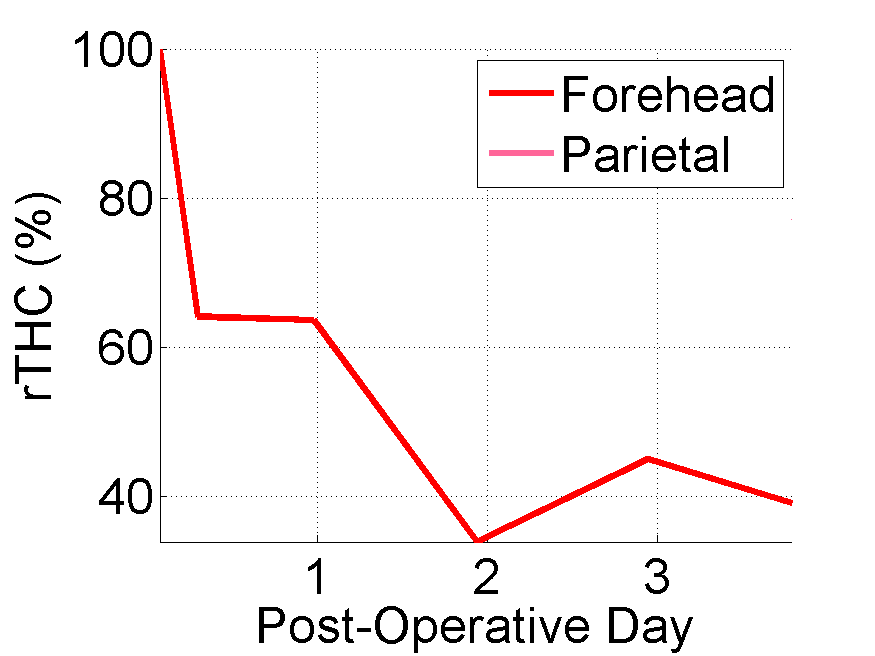 100
80
60
40
rTHC (%)
Forehead
Parietal
1 2 3
Post-Operative Day